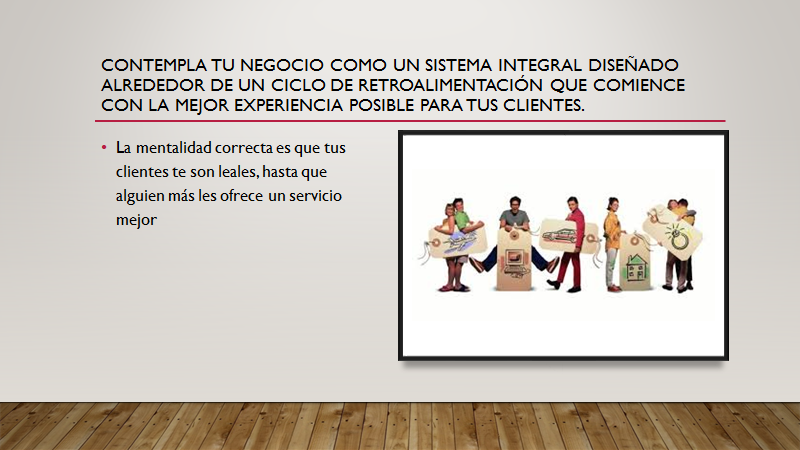 CONTEMPLA TU NEGOCIO COMO UN SISTEMA INTEGRAL DISEÑADO
ALREDEDOR DE UN CICLO DE RETROALIMENTACIÓN QUE COMIENCE
CON LA MEJOR EXPERIENCIA POSIBLE PARA TUS CLIENTES.
• La mentalidad correcta es que tus
clientes te son leales, hasta que
alguien más les ofrece un servicio
mejor